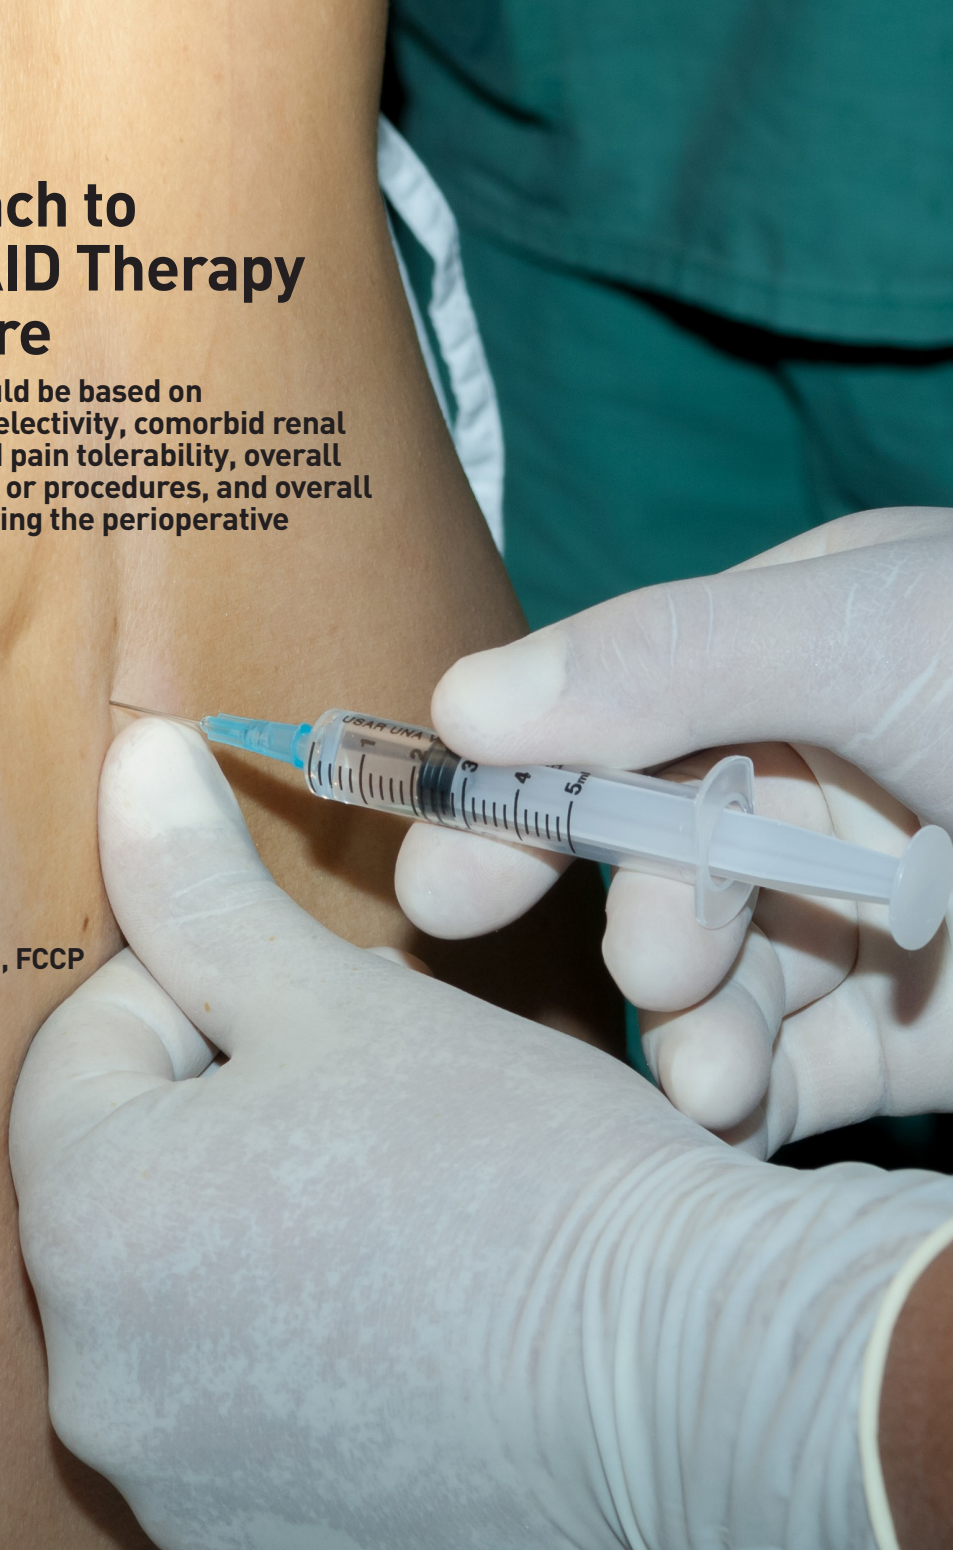 ch to
ID Therapy
re
ld be based on
electivity, comorbid renal
pain tolerability, overall
or procedures, and overall
ing the perioperative
USAR UNA
1
2
3
4
5ml
, FCCP